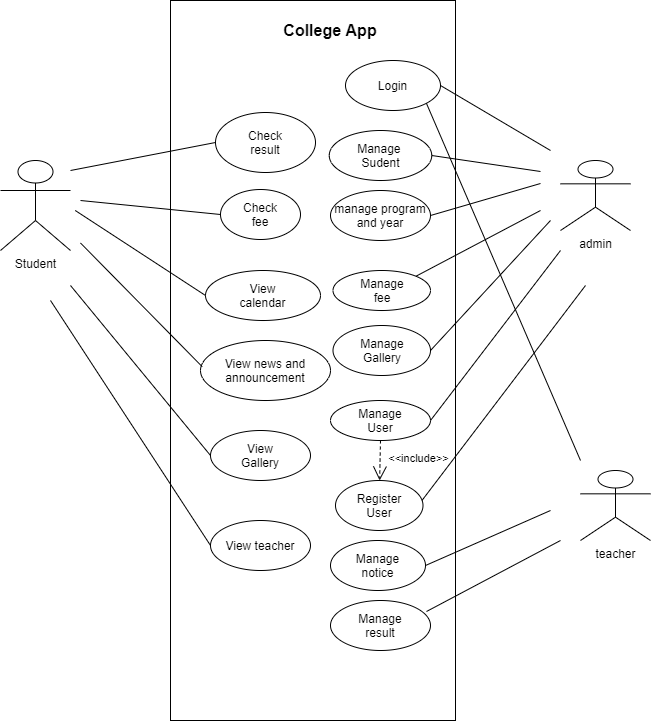 College App
Login
Check
result
Manage
Sudent
Check
fee
manage program
and year
Student
admin
View
calendar
Manage
fee
Manage
Gallery
View news and
announcement
Manage
User
View
Gallery
<<include>>
Register
User
View teacher
Manage
notice
teacher
Manage
result